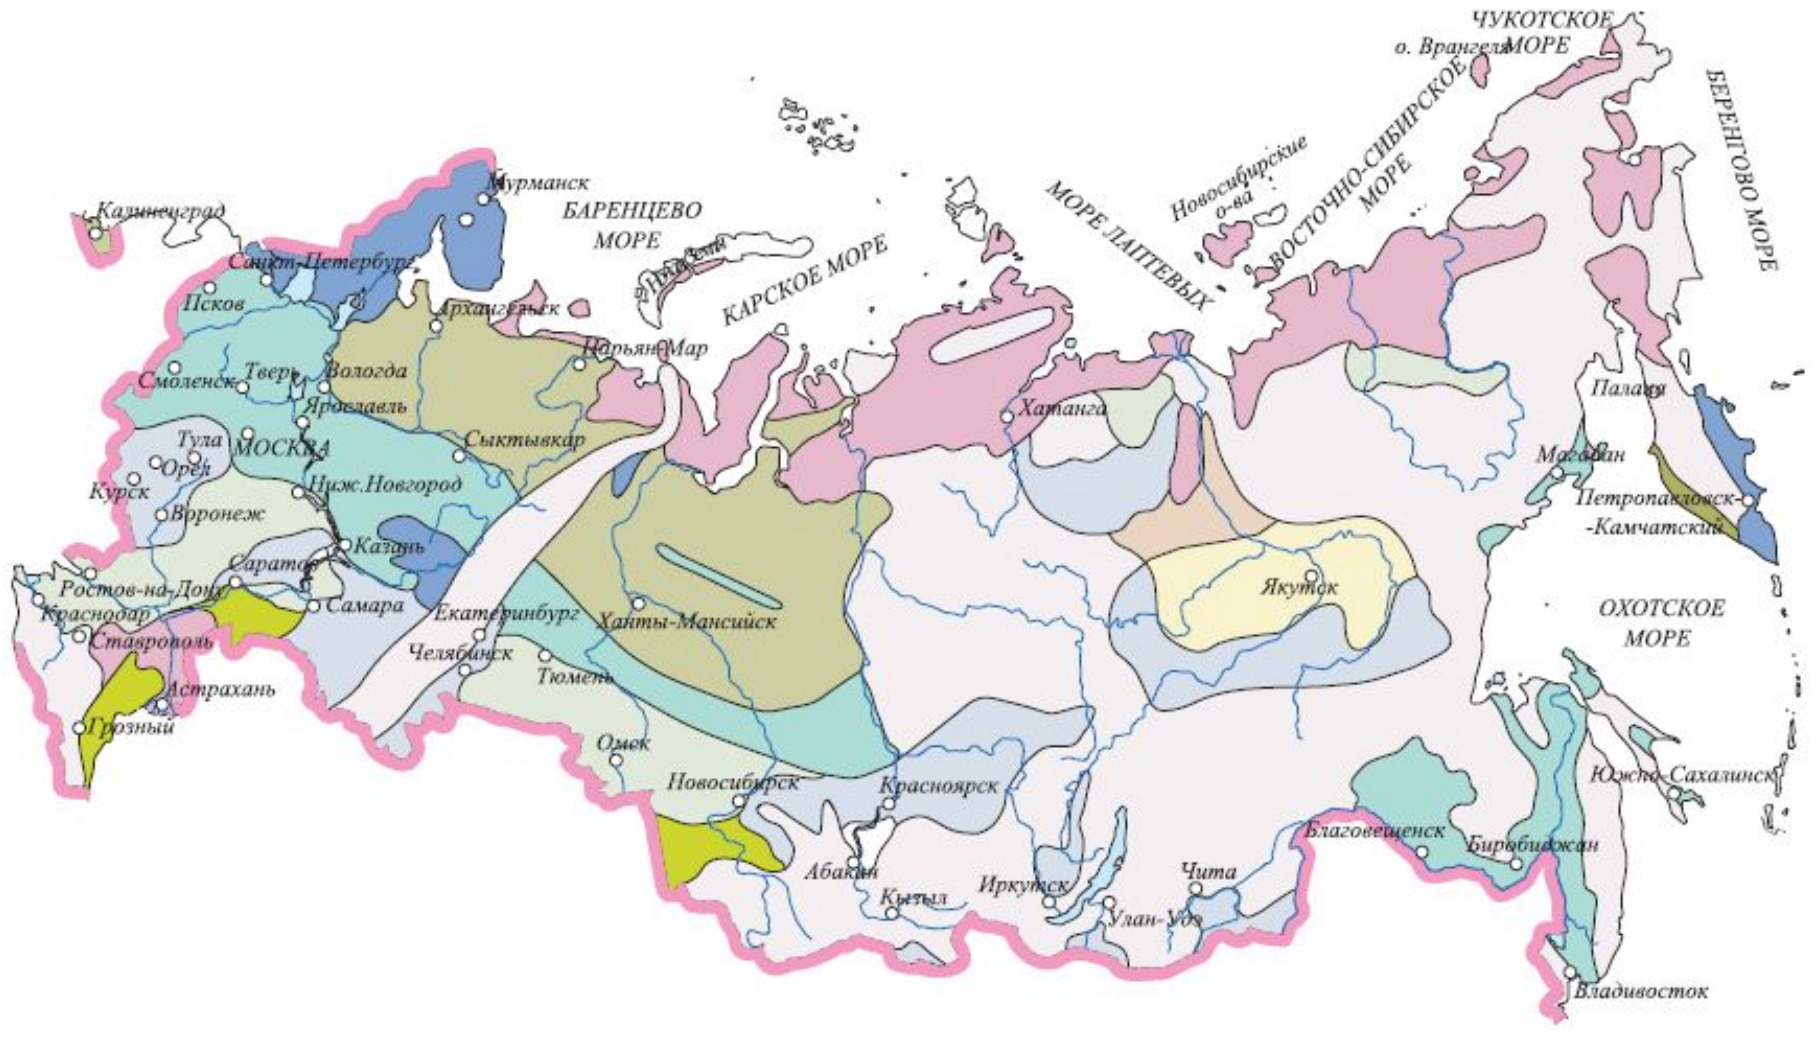 ЧУКОТСКОЕ
МОРЕ
о. Врангеля
БЕРЕНГОВО МОРЕ
ВОСТОЧНО-СИБИРСКОЕ
МОРЕ
Новосибирские
о-ва
МОРЕ ЛАПТЕВЫХ
Мурманск
БАРЕНЦЕВО
МОРЕ
КАРСКОЕ МОРЕ
Калиненград
Санкт-Цетербург
Псков
Архангельск
Нарьян-Мар
Смоленск
Тверь
Вологда
Ярославль
Хатанга
Палана
Тула
МОСКВА
Сыктывкар
Орел
Курск
Ниж.Новгород
Магадан
Воронеж
Петропавловск-
-Камчатский
Казань
Саратов
Ростов-на-Дону
Якутск
Краснодар
Самара
Екатеринбург
Ханты-Мансийск
ОХОТСКОЕ
МОРЕ
Ставрополь
Челябинск
Тюмень
Астрахань
Грозный
Омск
Новосибирск
Красноярск
Южно-Сахалинск
Благовещенск
Биробиджан
Абакан
Иркутск
Чита
Кызыл
Улан-Удэ
Владивосток